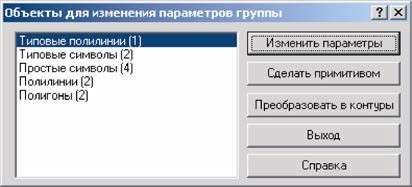 Объекты для изменения параметров группы
Типовые полилинии (1)
Типовые символы (2)
Простые символы (4)
Полилинии (2)
Полигоны (2)
Изменить параметры
Сделать примитивом
Преобразовать в контуры
Выход
Справка